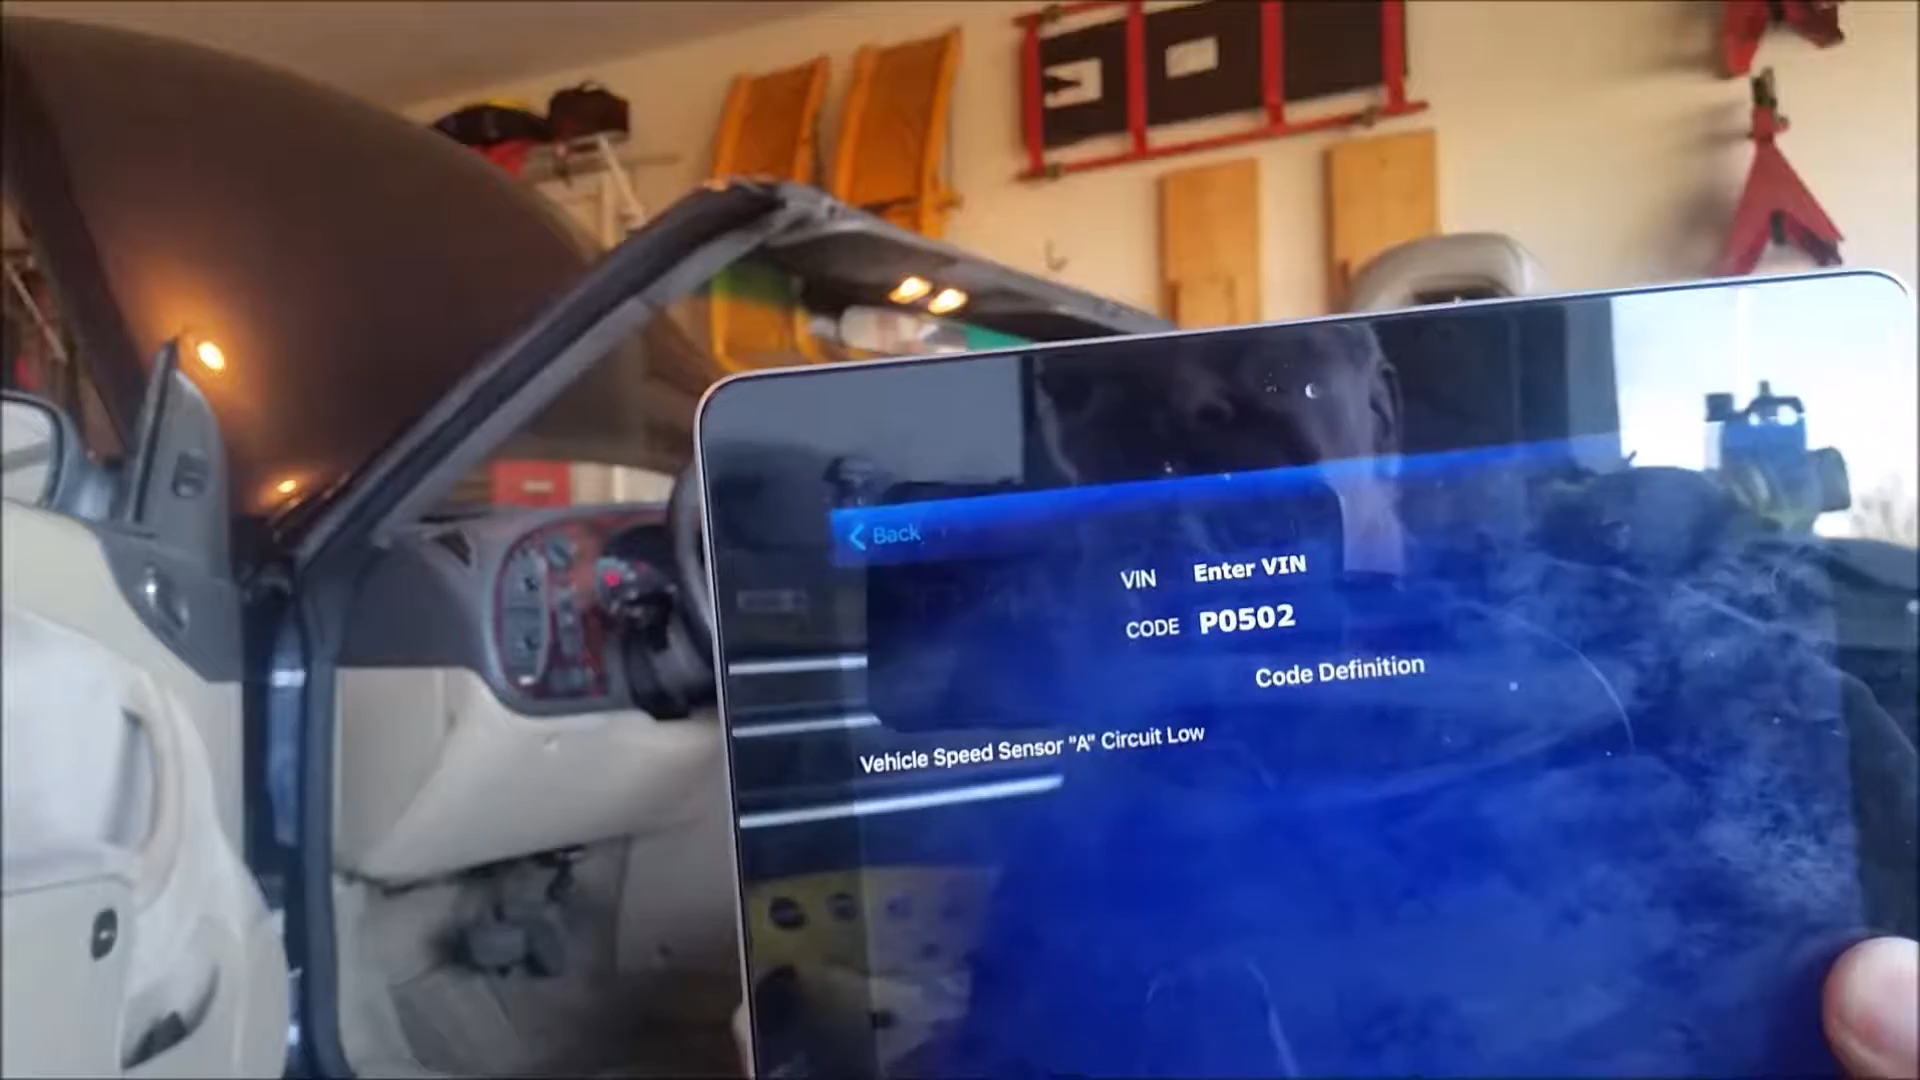 Back
VIN Enter VIN
CODE P0502
Code Definition
Vehicle Speed Sensor "A" Circuit Low